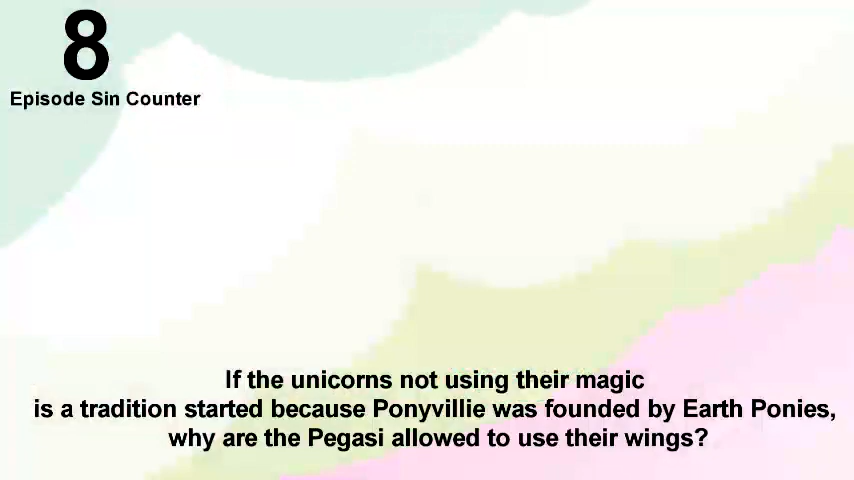 8
Episode Sin Counter
If the unicorns not using their magic
is a tradition started because Ponyvillie was founded by Earth Ponies,
why are the Pegasi allowed to use their wings?